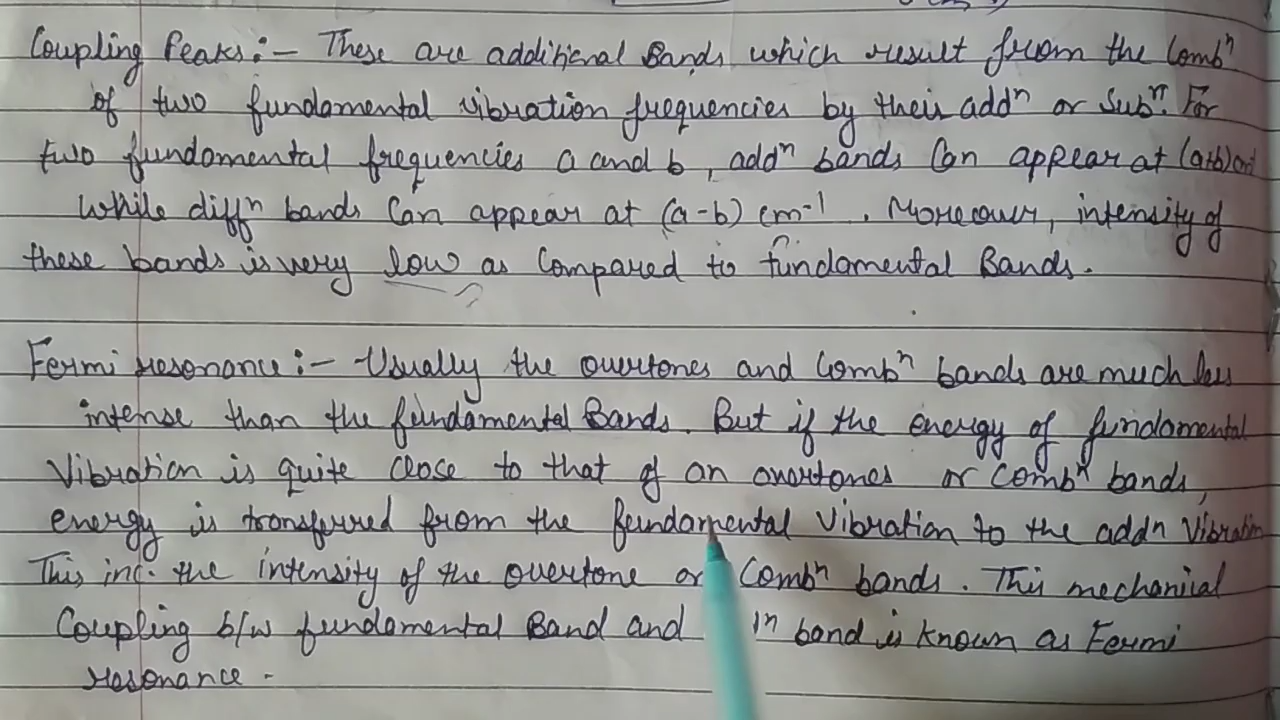 Coupling Peaks:- These are additional Bands which result from the Combⁿ
of two fundamental vibration frequencies by their addⁿ or Subⁿ. For
two fundamental frequencies a and b, addⁿ bands Can appear at (a+b) cm⁻¹
While diffⁿ bands Can appear at (a-b) cm⁻¹. Moreover, intensity of
these bands is very low as Compared to fundamental Bands.
Fermi resonance:- Usually the overtones and Combⁿ bands are much less
intense than the fundamental Bands. But if the energy of fundamental
Vibration is quite close to that of an overtones or Combⁿ bands,
energy is transferred from the fundamental Vibration to the addⁿ Vibration
This inc. the intensity of the overtone or Combⁿ bands. This mechanical
Coupling b/w fundamental Band and band is known as Fermi
resonance.